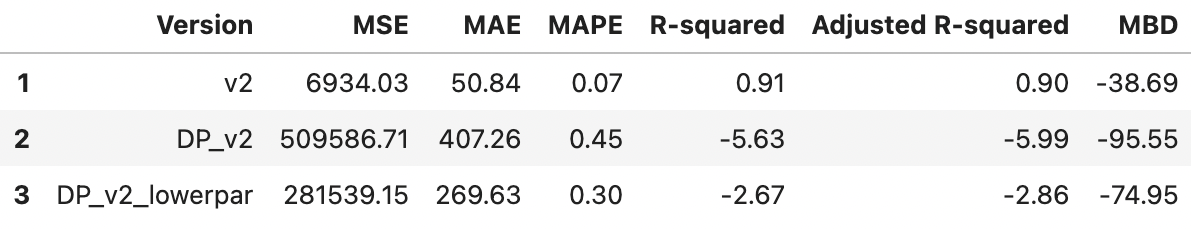 Version MSE MAE MAPE R-squared Adjusted R-squared MBD
1 v2 6934.03 50.84 0.07 0.91 0.90 -38.69
2 DP_v2 509586.71 407.26 0.45 -5.63 -5.99 -95.55
3 DP_v2_lowerpar 281539.15 269.63 0.30 -2.67 -2.86 -74.95